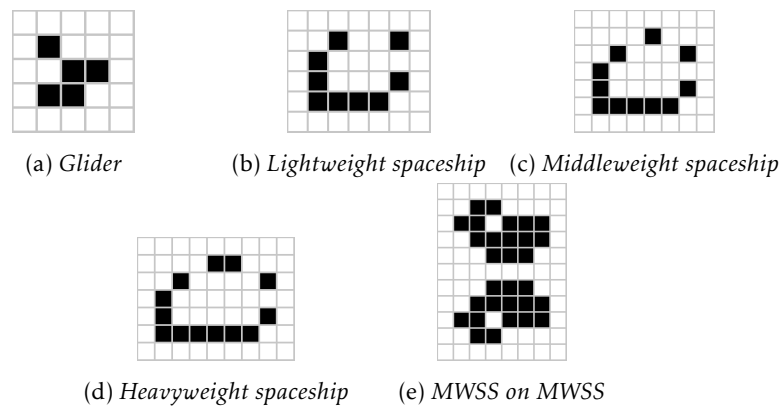 (a) Glider
(b) Lightweight spaceship
(c) Middleweight spaceship
(d) Heavyweight spaceship
(e) MWSS on MWSS